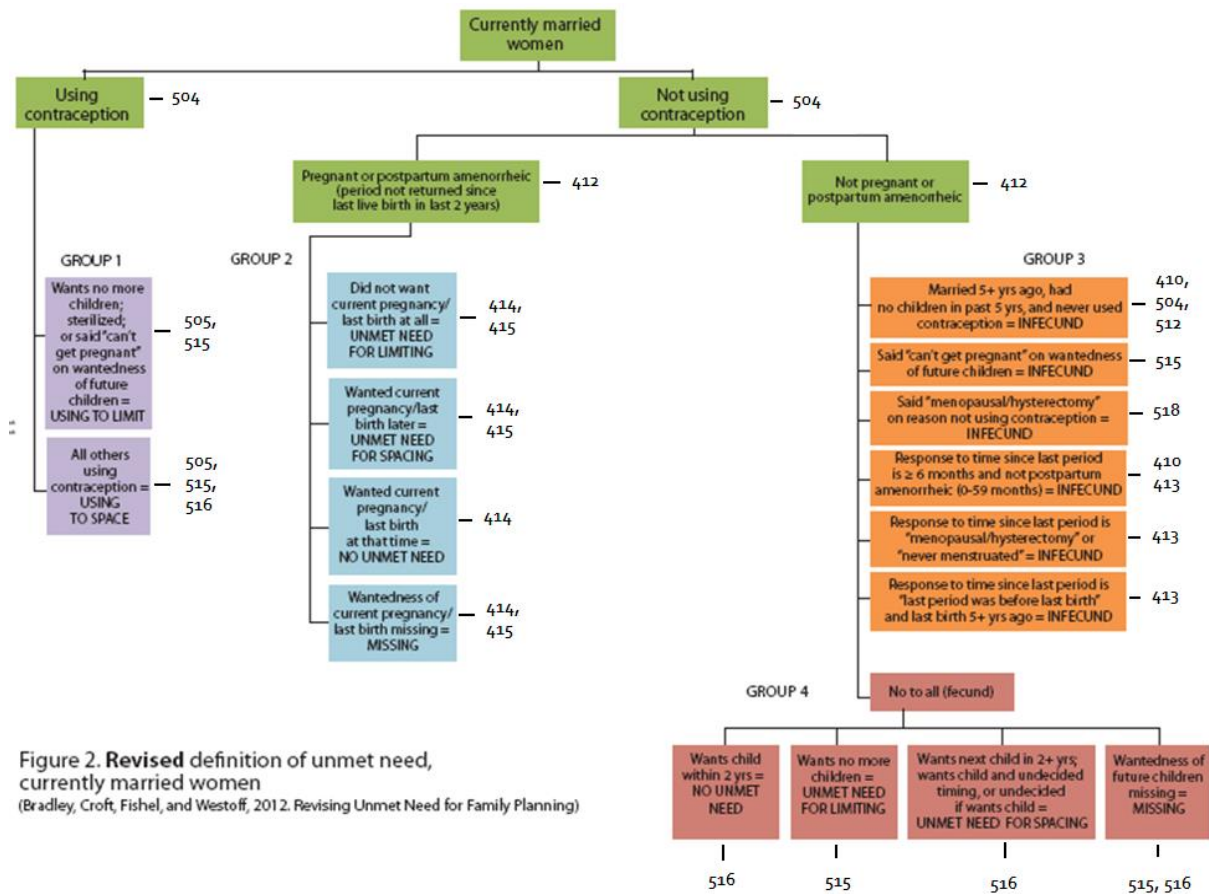 Currently married
women
Using
contraception
504
Not using
contraception
504
Pregnant or postpartum amenorrheic
(period not returned since
last live birth in last 2 years)
412
Not pregnant or
postpartum amenorrheic
412
GROUP 1
Wants no more
children;
sterilized;
or said "can't
get pregnant"
on wantedness
of future
children =
USING TO LIMIT
505,
515
All others
using
contraception =
USING
TO SPACE
505,
515,
516
GROUP 2
Did not want
current pregnancy/
last birth at all =
UNMET NEED
FOR LIMITING
414,
415
Wanted current
pregnancy/last
birth later =
UNMET NEED
FOR SPACING
414,
415
Wanted current
pregnancy/
last birth
at that time =
NO UNMET NEED
414
Wantedness of
current pregnancy/
last birth missing =
MISSING
414,
415
GROUP 3
Married 5+ yrs ago, had
no children in past 5 yrs, and never used
contraception = INFECUND
410,
504,
512
Said "can't get pregnant" on wantedness
of future children = INFECUND
515
Said "menopausal/hysterectomy"
on reason not using contraception =
INFECUND
518
Response to time since last period
is ≥ 6 months and not postpartum
amenorrheic (0-59 months) = INFECUND
410
413
Response to time since last period is
"menopausal/hysterectomy" or
"never menstruated" = INFECUND
413
Response to time since last period is
"last period was before last birth"
and last birth 5+ yrs ago = INFECUND
413
GROUP 4
No to all (fecund)
Wants child
within 2 yrs =
NO UNMET
NEED
516
Wants no more
children =
UNMET NEED
FOR LIMITING
515
Wants next child in 2+ yrs;
wants child and undecided
timing, or undecided
if wants child =
UNMET NEED FOR SPACING
516
Wantedness of
future children
missing =
MISSING
515, 516
Figure 2. Revised definition of unmet need,
currently married women
(Bradley, Croft, Fishel, and Westoff, 2012. Revising Unmet Need for Family Planning)